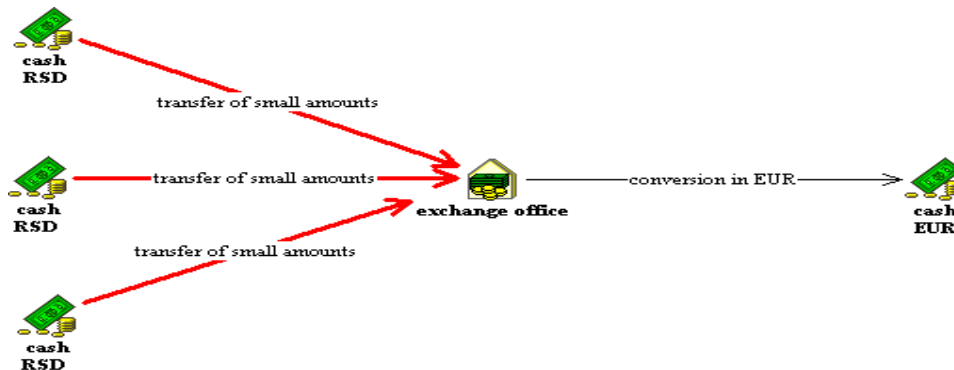 cash
RSD
transfer of small amounts
cash
RSD
transfer of small amounts
exchange office
conversion in EUR
cash
EUR
transfer of small amounts
cash
RSD